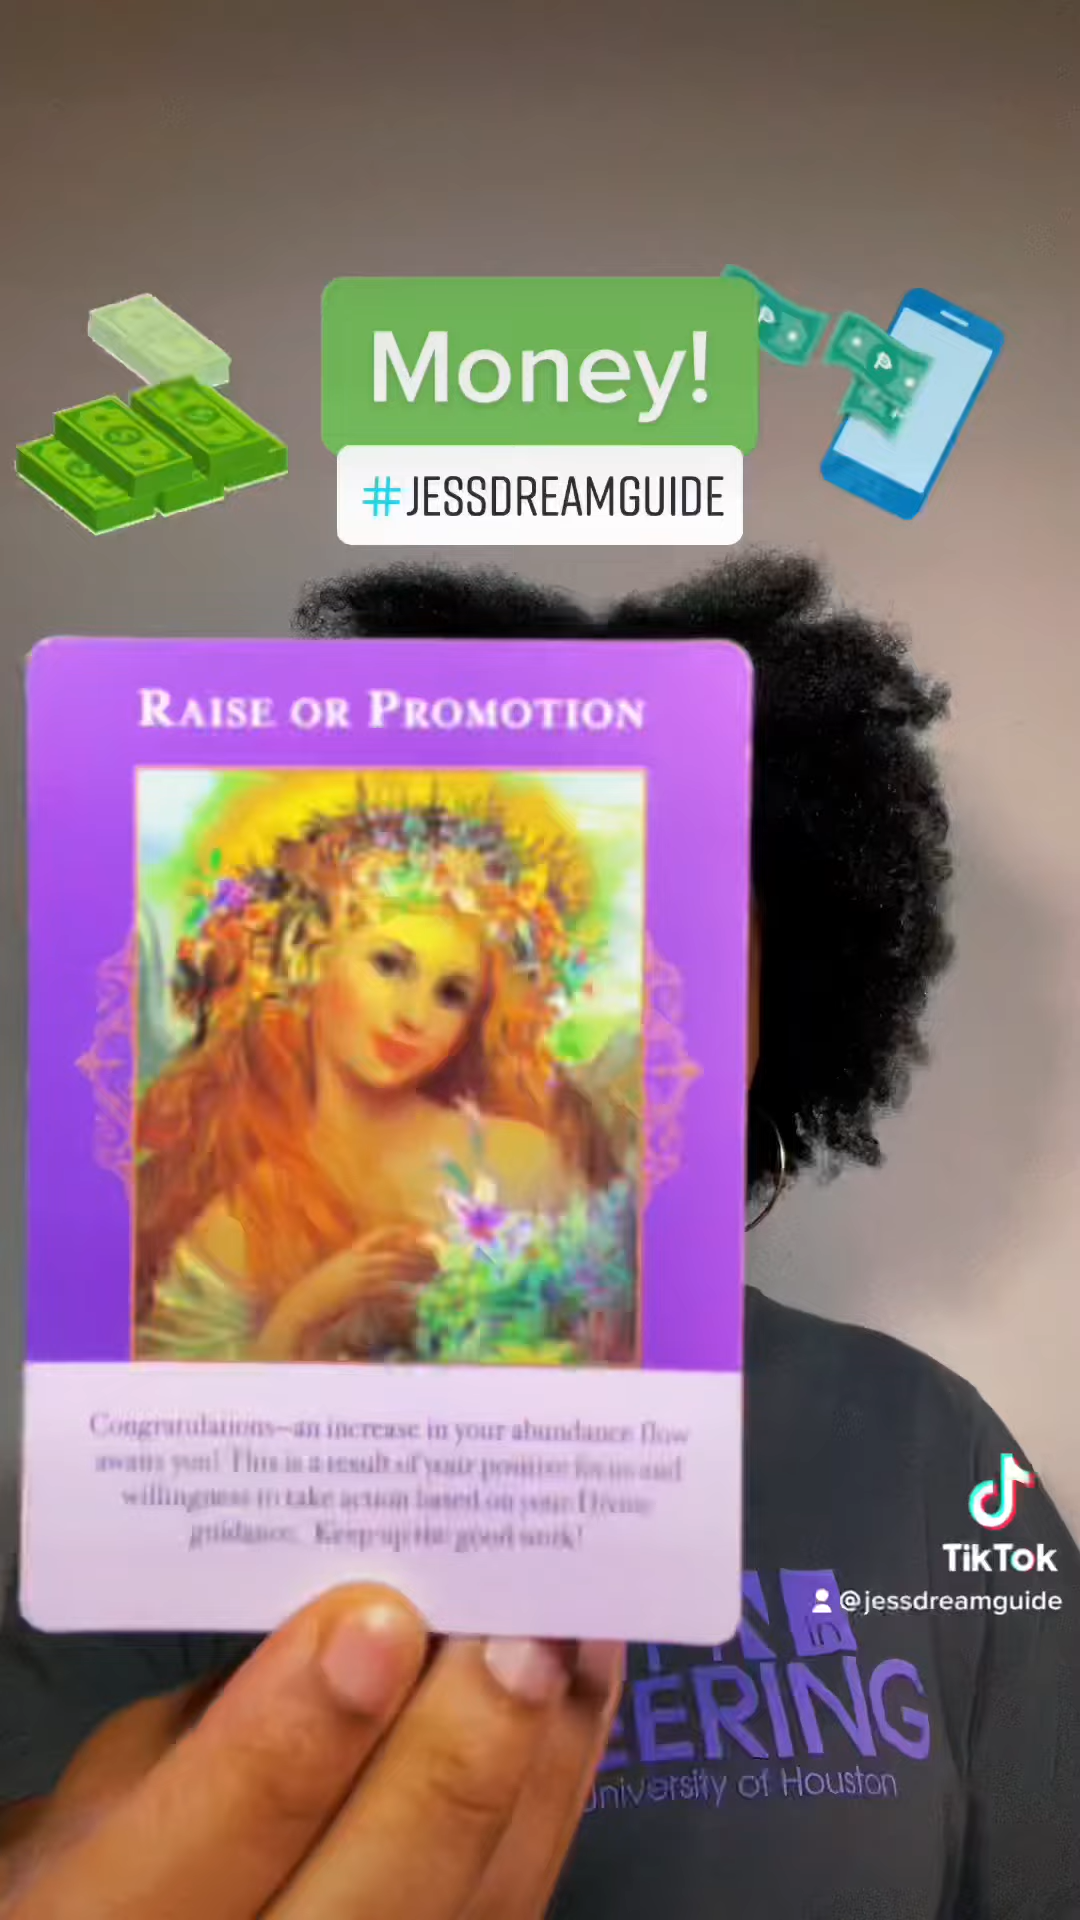 Money!
#JESSDREAMGUIDE
RAISE OR PROMOTION
Congratulations—an increase in your abundance flow
awaits you! This is a result of your positive focus and
willingness to take action based on your Divine
guidance. Keep up the good work!
TikTok
@jessdreamguide
in
EERING
University of Houston